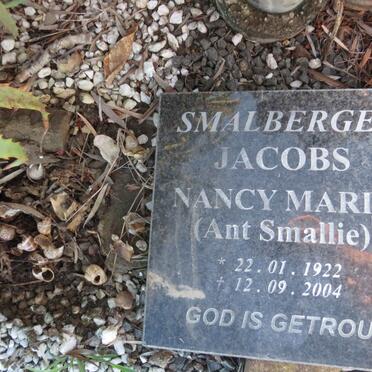 SMALBERGE
JACOBS
NANCY MARI
(Ant Smallie)
* 22.01.1922
† 12.09.2004
GOD IS GETROU